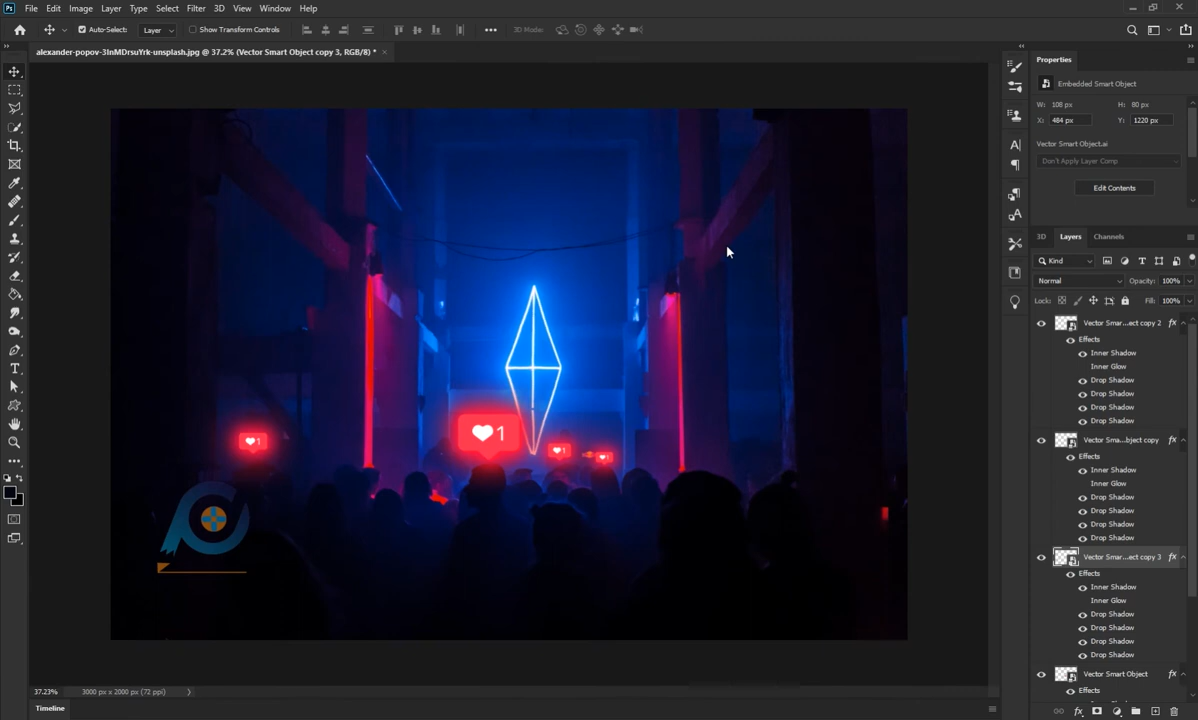 Ps File Edit Image Layer Type Select Filter 3D View Window Help
Auto-Select: Layer Show Transform Controls 3D Mode:
alexander-popov-3InMDrsuYrk-unsplash.jpg @ 37.2% (Vector Smart Object copy 3, RGB/8) *
Properties
Embedded Smart Object
W: 108 px H: 80 px
X: 484 px Y: 1220 px
Vector Smart Object.ai
Don't Apply Layer Comp
Edit Contents
3D Layers Channels
Kind
Normal Opacity: 100%
Lock: Fill: 100%
Vector Smar...ect copy 2 fx
Effects
Inner Shadow
Inner Glow
Drop Shadow
Drop Shadow
Drop Shadow
Drop Shadow
Vector Sma...bject copy fx
Effects
Inner Shadow
Inner Glow
Drop Shadow
Drop Shadow
Drop Shadow
Drop Shadow
Vector Smar...ect copy 3 fx
Effects
Inner Shadow
Inner Glow
Drop Shadow
Drop Shadow
Drop Shadow
Drop Shadow
Vector Smart Object fx
Effects
1
1
1
1
37.23% 3000 px x 2000 px (72 ppi)
Timeline